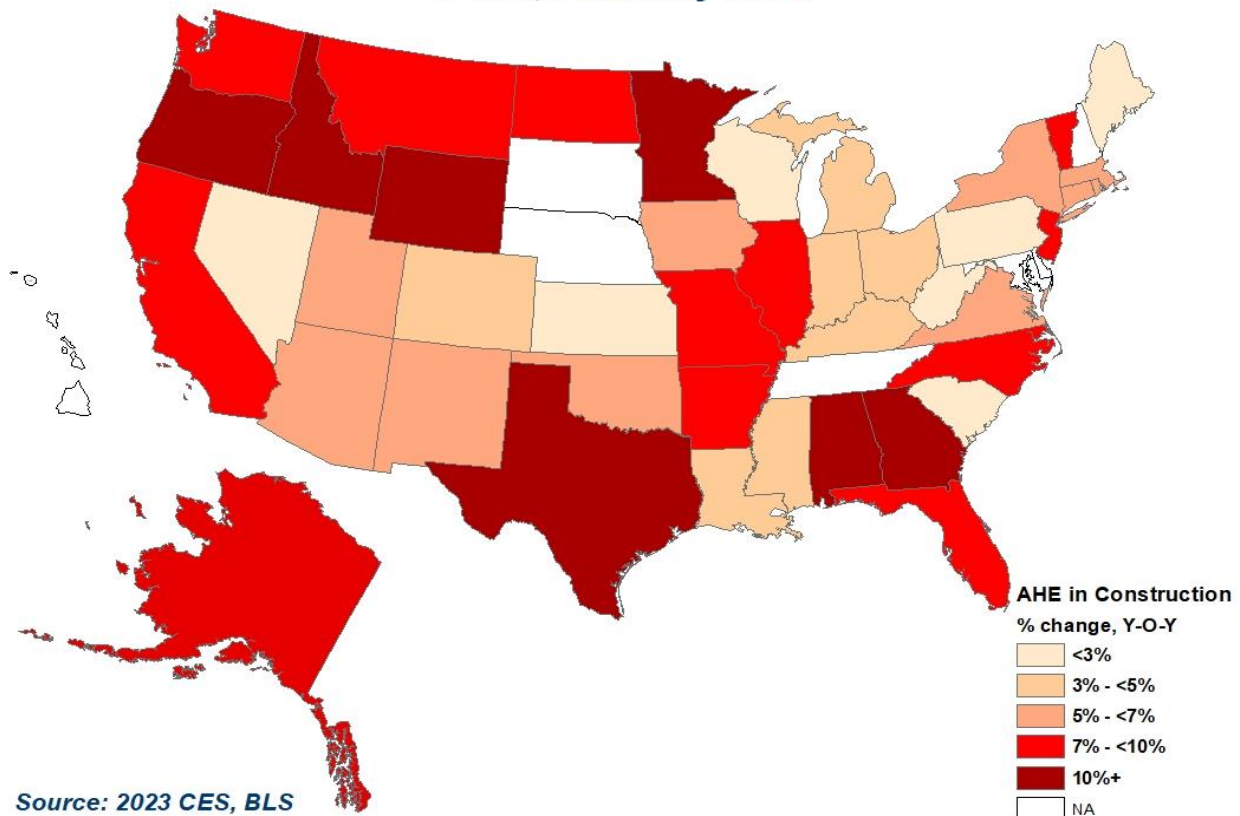 AHE in Construction
% change, Y-O-Y
<3%
3% - <5%
5% - <7%
7% - <10%
10%+
NA
Source: 2023 CES, BLS